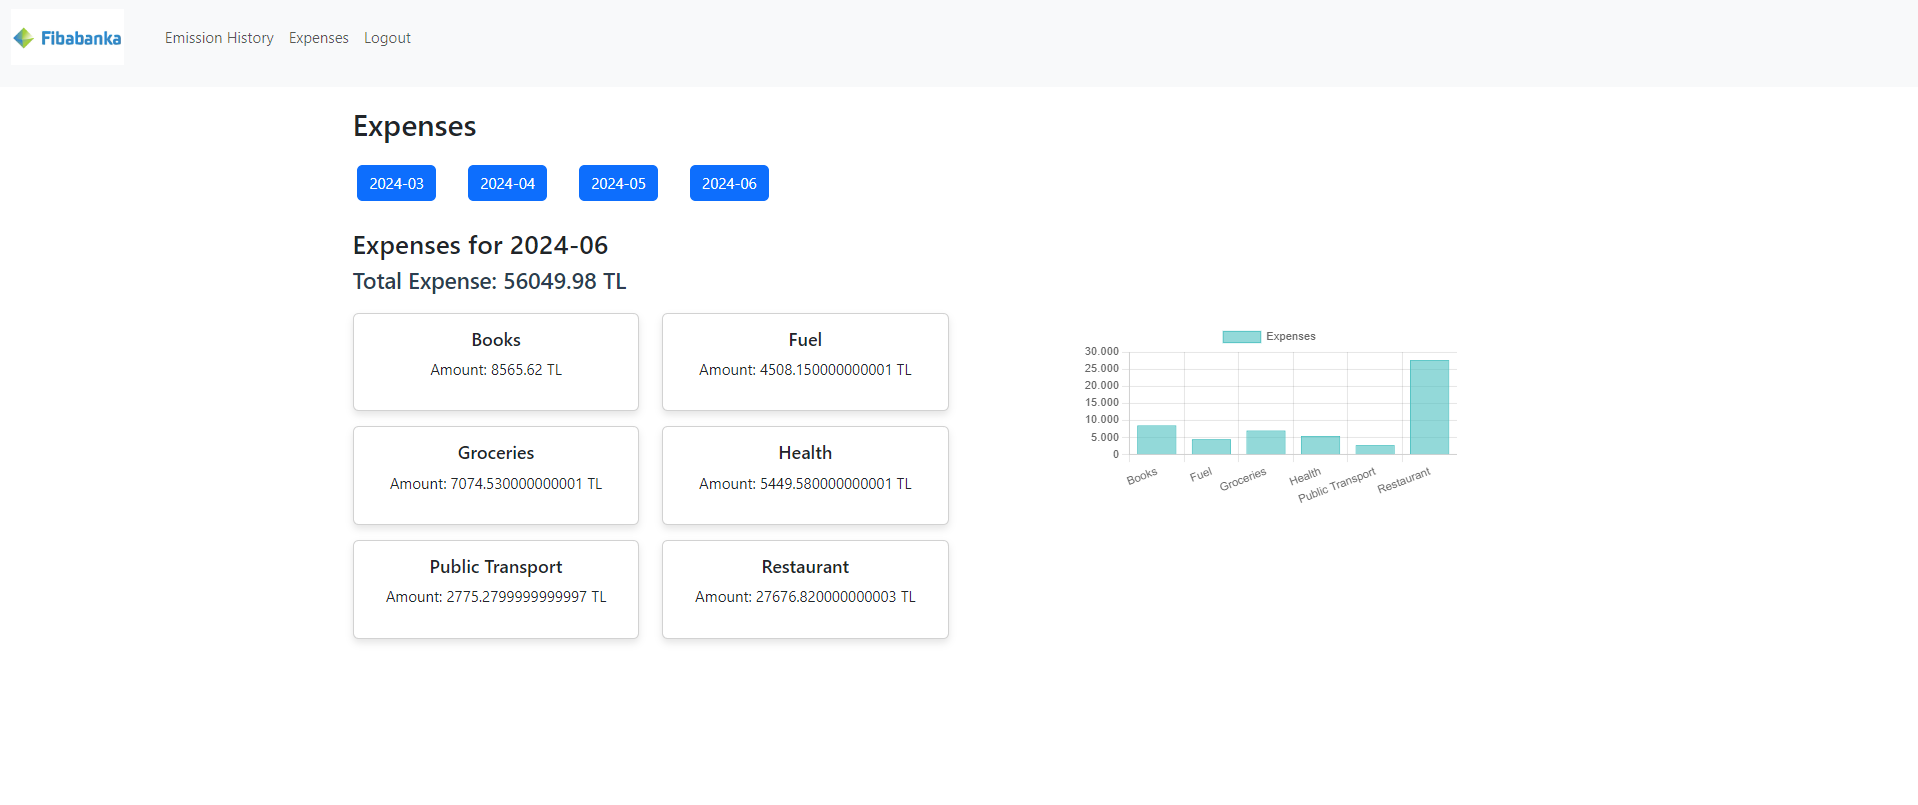 Fibabanka
Emission History Expenses Logout
Expenses
2024-03 2024-04 2024-05 2024-06
Expenses for 2024-06
Total Expense: 56049.98 TL
Books
Amount: 8565.62 TL
Fuel
Amount: 4508.150000000001 TL
Groceries
Amount: 7074.530000000001 TL
Health
Amount: 5449.580000000001 TL
Public Transport
Amount: 2775.2799999999997 TL
Restaurant
Amount: 27676.820000000003 TL
Expenses
30.000
25.000
20.000
15.000
10.000
5.000
0
Books Fuel Groceries Health Public Transport Restaurant